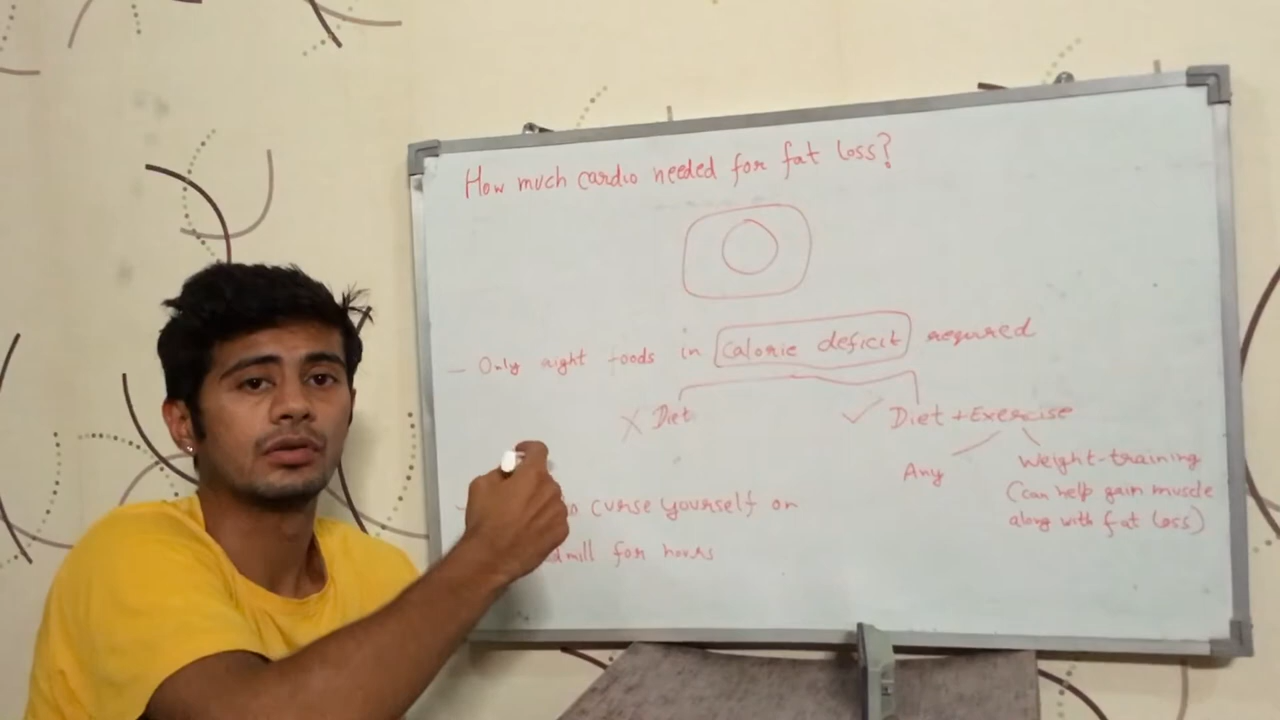 How much cardio needed for fat loss?
- Only right foods in calorie deficit required
X Diet ✓ Diet + Exercise
Any Weight-training
(can help gain muscle
along with fat loss)
curse yourself on
for hours